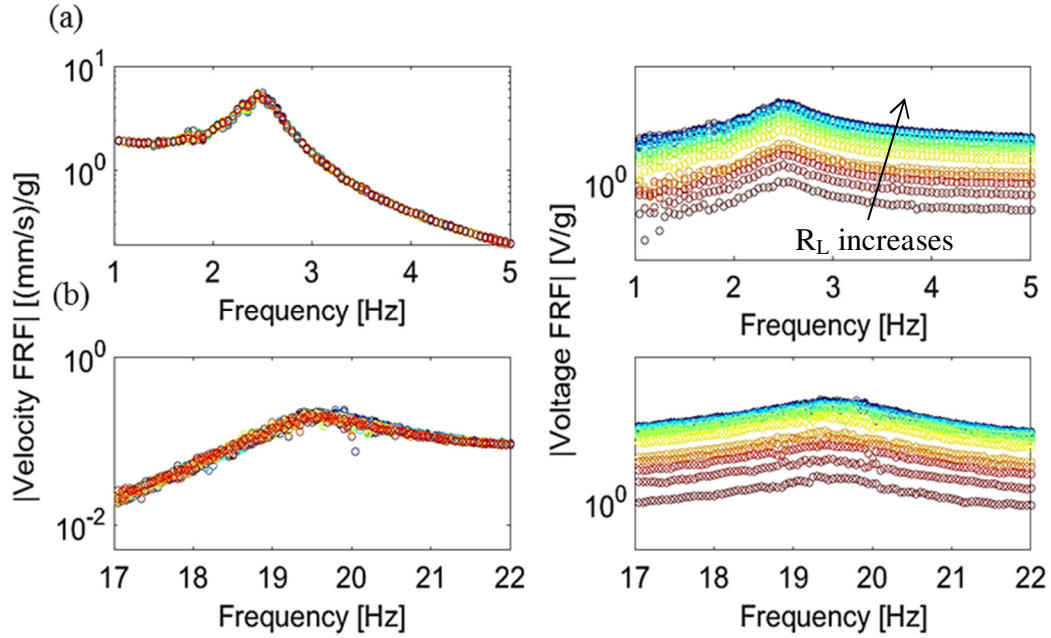 (a)
|Velocity FRF| [(mm/s)/g]
10^1
10^0
1 2 3 4 5
Frequency [Hz]
|Voltage FRF| [V/g]
10^0
R_L increases
1 2 3 4 5
Frequency [Hz]
(b)
10^0
10^-2
17 18 19 20 21 22
Frequency [Hz]
10^0
17 18 19 20 21 22
Frequency [Hz]